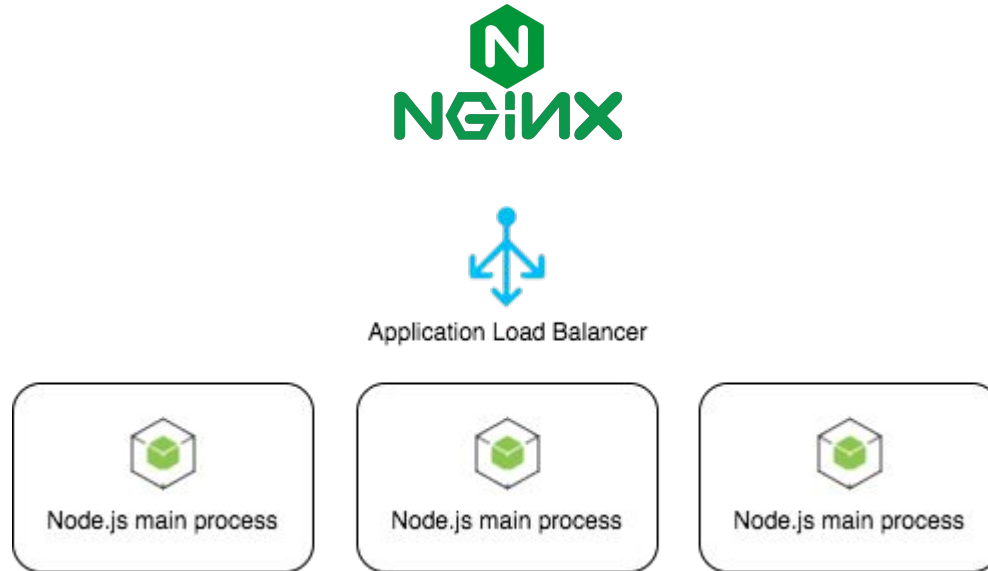 N
NGINX
Application Load Balancer
Node.js main process
Node.js main process
Node.js main process